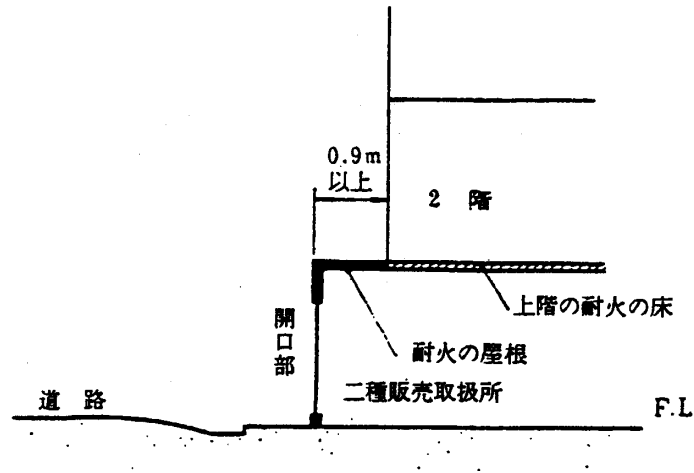 0.9m
以上
2 階
上階の耐火の床
開口部
耐火の屋根
二種販売取扱所
道路
F.L